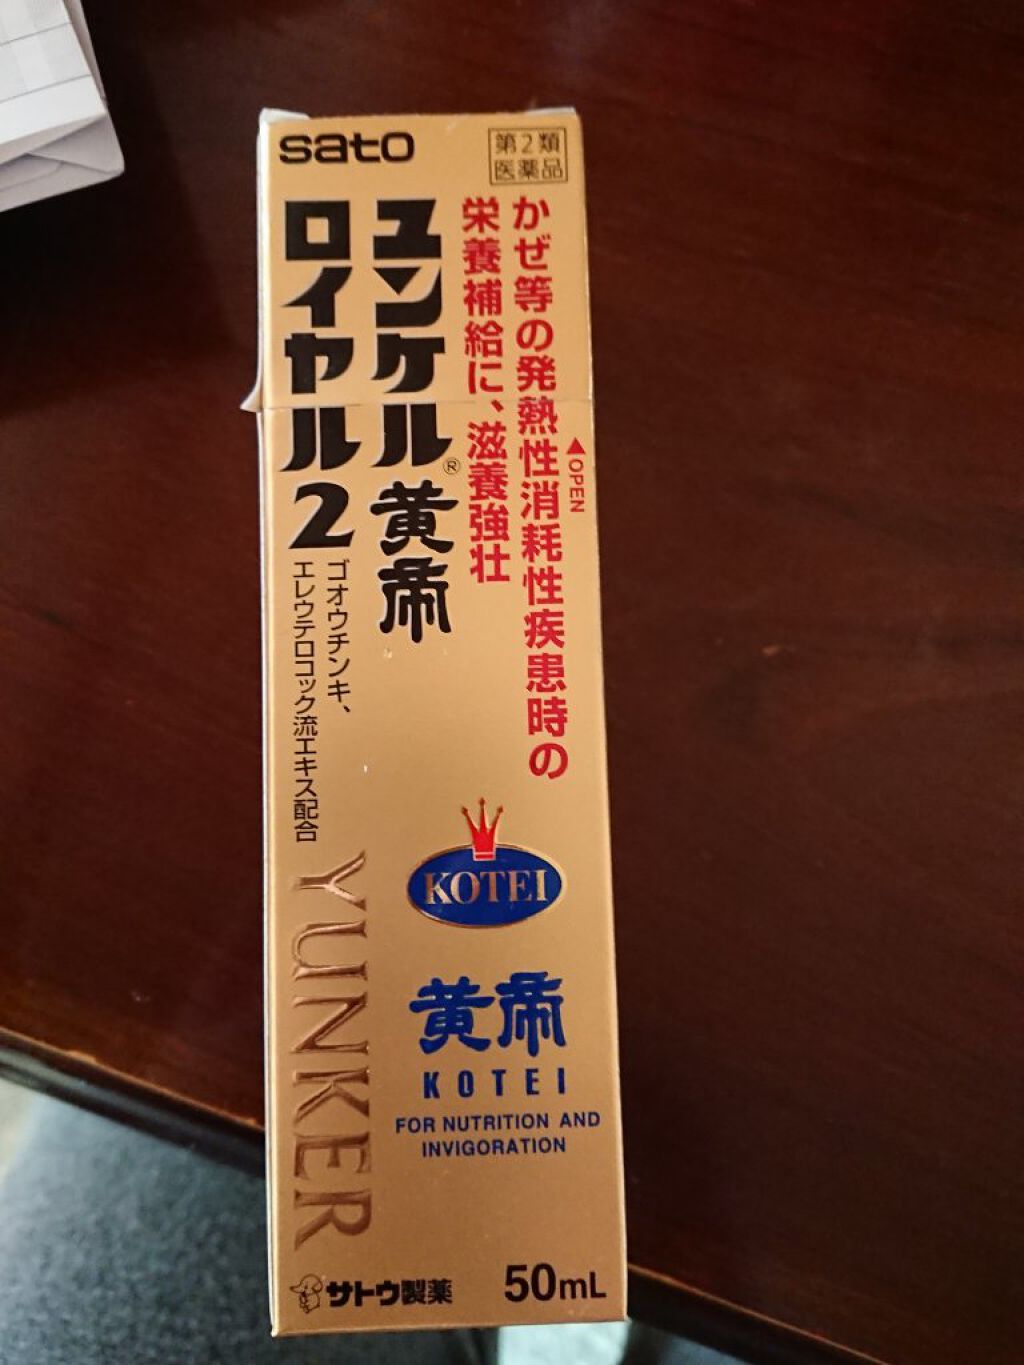 sato
第2類
医薬品
かぜ等の発熱性消耗性疾患時の
栄養補給に、滋養強壮
▲OPEN
ユンケル®黄帝
ロイヤル2
ゴオウチンキ、
エレウテロコック流エキス配合
YUNKER
KOTEI
黄帝
KOTEI
FOR NUTRITION AND
INVIGORATION
サトウ製薬
50mL